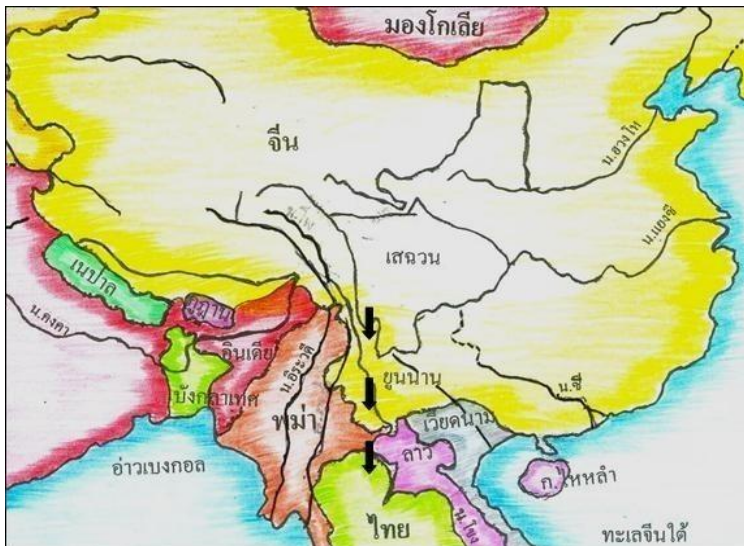 มองโกเลีย
จีน
น.ฮวงโห
น.แยงซี
เสฉวน
เนปาล
ภูฏาน
น.คงคา
อินเดีย
น.อิระวดี
ยูนนาน
น.ซี
บังกลาเทศ
พม่า
เวียดนาม
ลาว
อ่าวเบงกอล
ก.ไหหลำ
ไทย
น.โขง
ทะเลจีนใต้